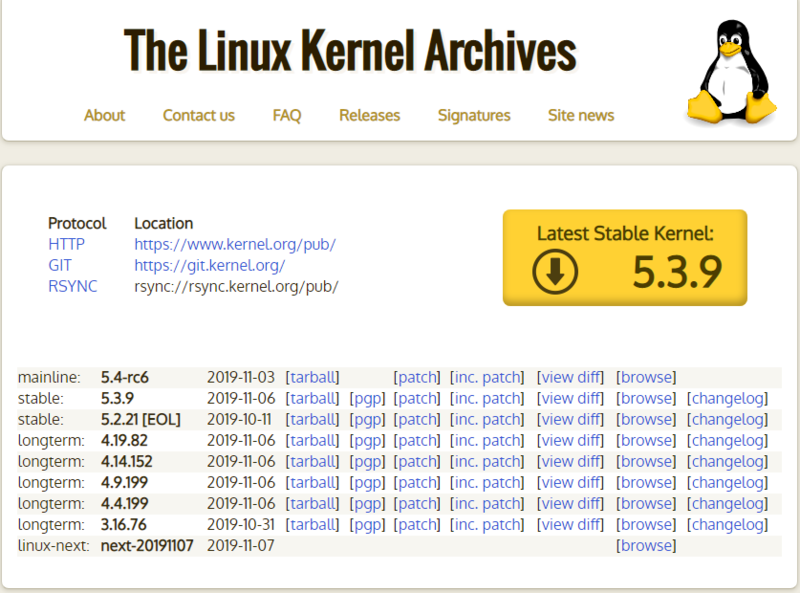 The Linux Kernel Archives
About Contact us FAQ Releases Signatures Site news
Protocol Location
HTTP https://www.kernel.org/pub/
GIT https://git.kernel.org/
RSYNC rsync://rsync.kernel.org/pub/
Latest Stable Kernel:
5.3.9
mainline: 5.4-rc6 2019-11-03 [tarball] [patch] [inc. patch] [view diff] [browse]
stable: 5.3.9 2019-11-06 [tarball] [pgp] [patch] [inc. patch] [view diff] [browse] [changelog]
stable: 5.2.21 [EOL] 2019-10-11 [tarball] [pgp] [patch] [inc. patch] [view diff] [browse] [changelog]
longterm: 4.19.82 2019-11-06 [tarball] [pgp] [patch] [inc. patch] [view diff] [browse] [changelog]
longterm: 4.14.152 2019-11-06 [tarball] [pgp] [patch] [inc. patch] [view diff] [browse] [changelog]
longterm: 4.9.199 2019-11-06 [tarball] [pgp] [patch] [inc. patch] [view diff] [browse] [changelog]
longterm: 4.4.199 2019-11-06 [tarball] [pgp] [patch] [inc. patch] [view diff] [browse] [changelog]
longterm: 3.16.76 2019-10-31 [tarball] [pgp] [patch] [inc. patch] [view diff] [browse] [changelog]
linux-next: next-20191107 2019-11-07 [browse]